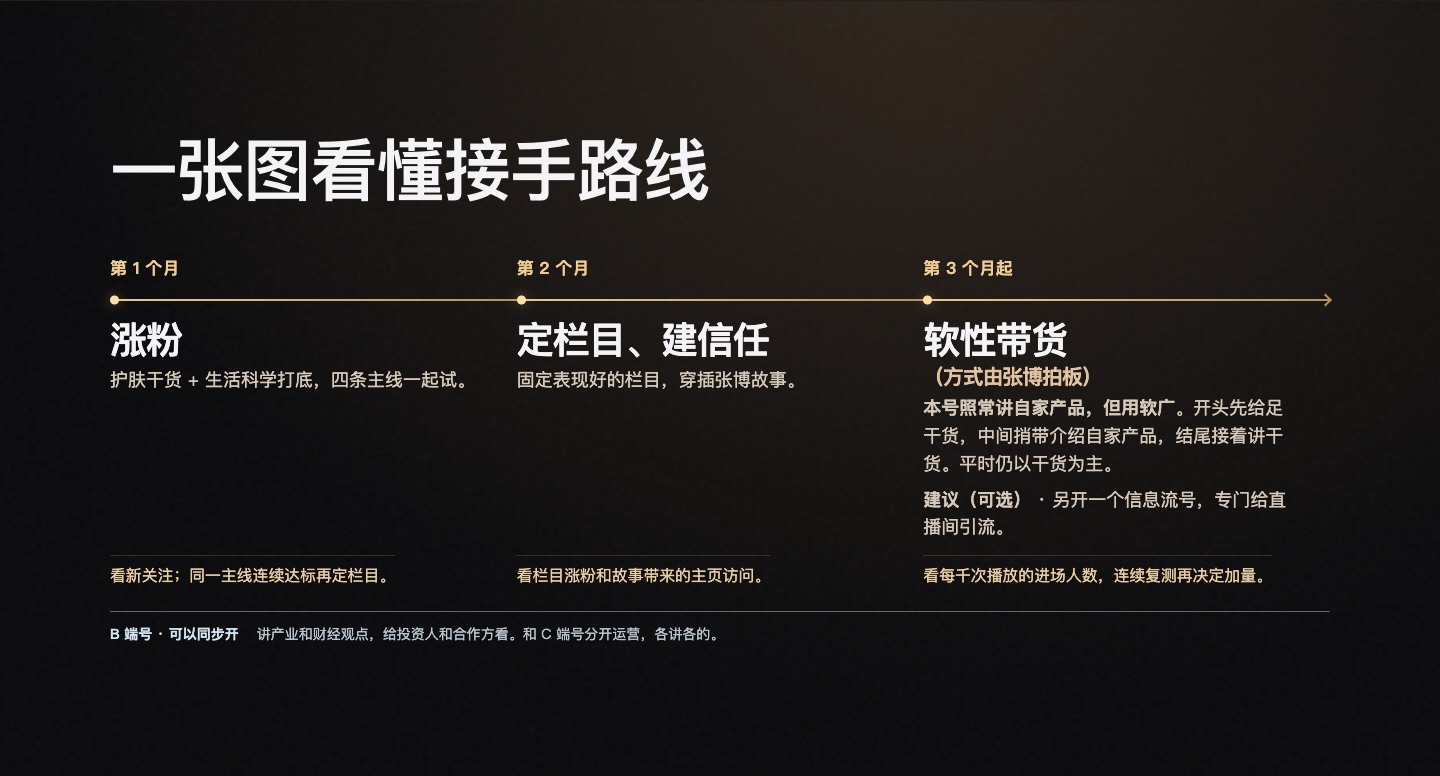 一张图看懂接手路线
第 1 个月
涨粉
护肤干货 + 生活科学打底，四条主线一起试。
看新关注；同一主线连续达标再定栏目。
第 2 个月
定栏目、建信任
固定表现好的栏目，穿插张博故事。
看栏目涨粉和故事带来的主页访问。
第 3 个月起
软性带货
（方式由张博拍板）
本号照常讲自家产品，但用软广。开头先给足
干货，中间捎带介绍自家产品，结尾接着讲干
货。平时仍以干货为主。
建议（可选） · 另开一个信息流号，专门给直
播间引流。
看每千次播放的进场人数，连续复测再决定加量。
B 端号 · 可以同步开 讲产业和财经观点，给投资人和合作方看。和 C 端号分开运营，各讲各的。